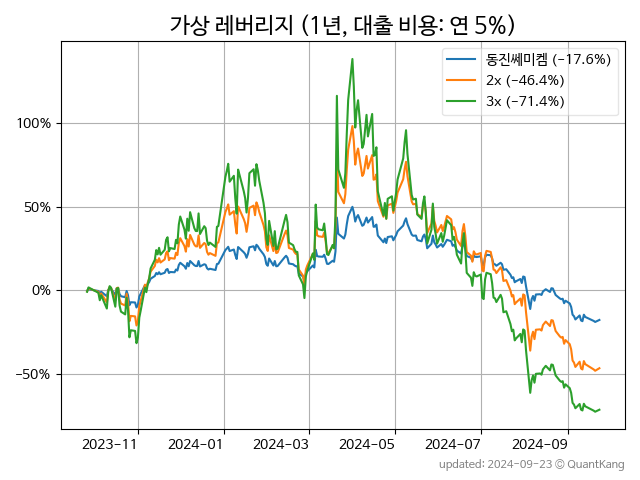 가상 레버리지 (1년, 대출 비용: 연 5%)
동진쎄미켐 (−17.6%)
2x (−46.4%)
3x (−71.4%)
100%
50%
0%
−50%
2023-11
2024-01
2024-03
2024-05
2024-07
2024-09
updated: 2024-09-23 © QuantKang